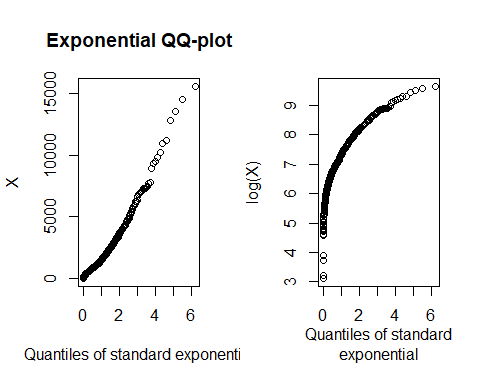 Exponential QQ-plot
X
0
5000
10000
15000
0 2 4 6
Quantiles of standard exponenti
log(X)
3
4
5
6
7
8
9
0 2 4 6
Quantiles of standard
exponential